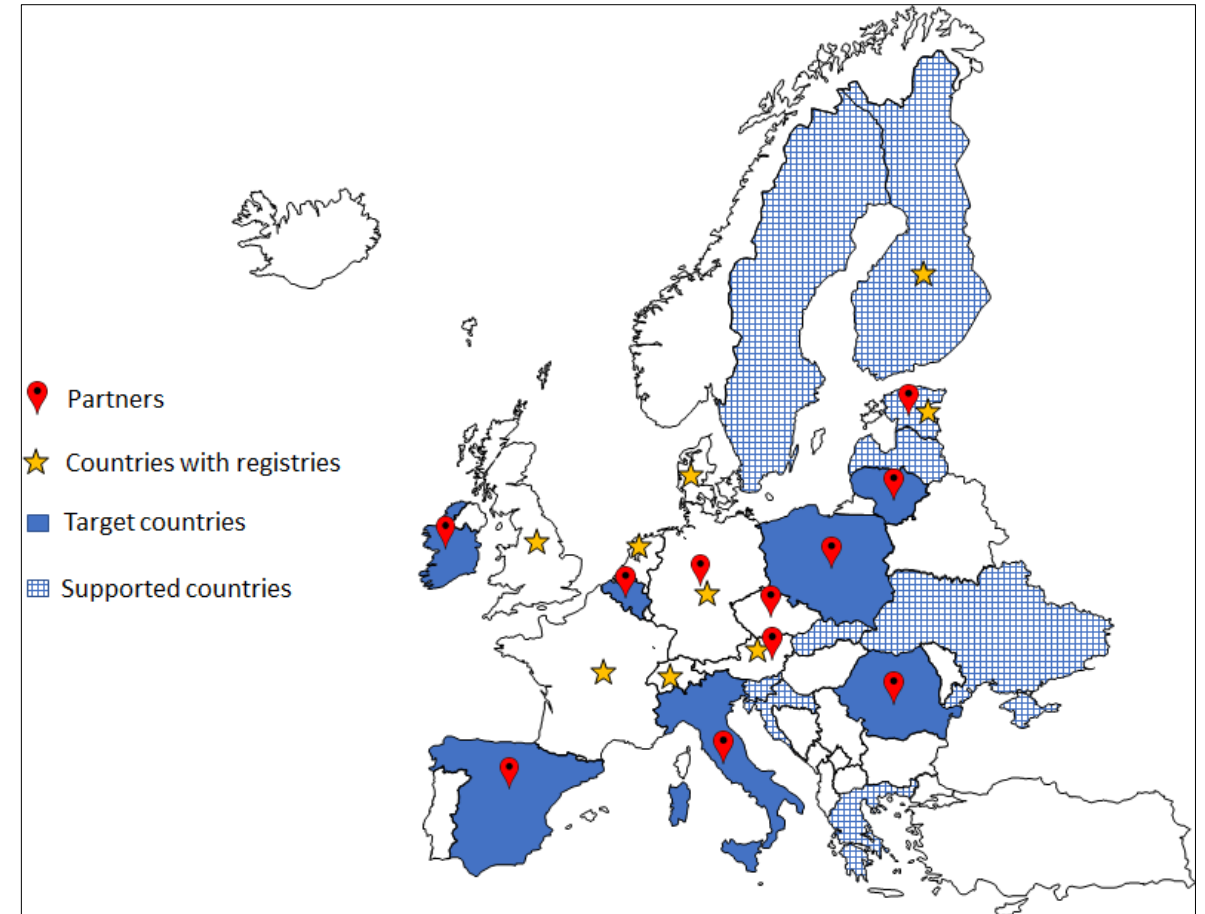 Partners
Countries with registries
Target countries
Supported countries